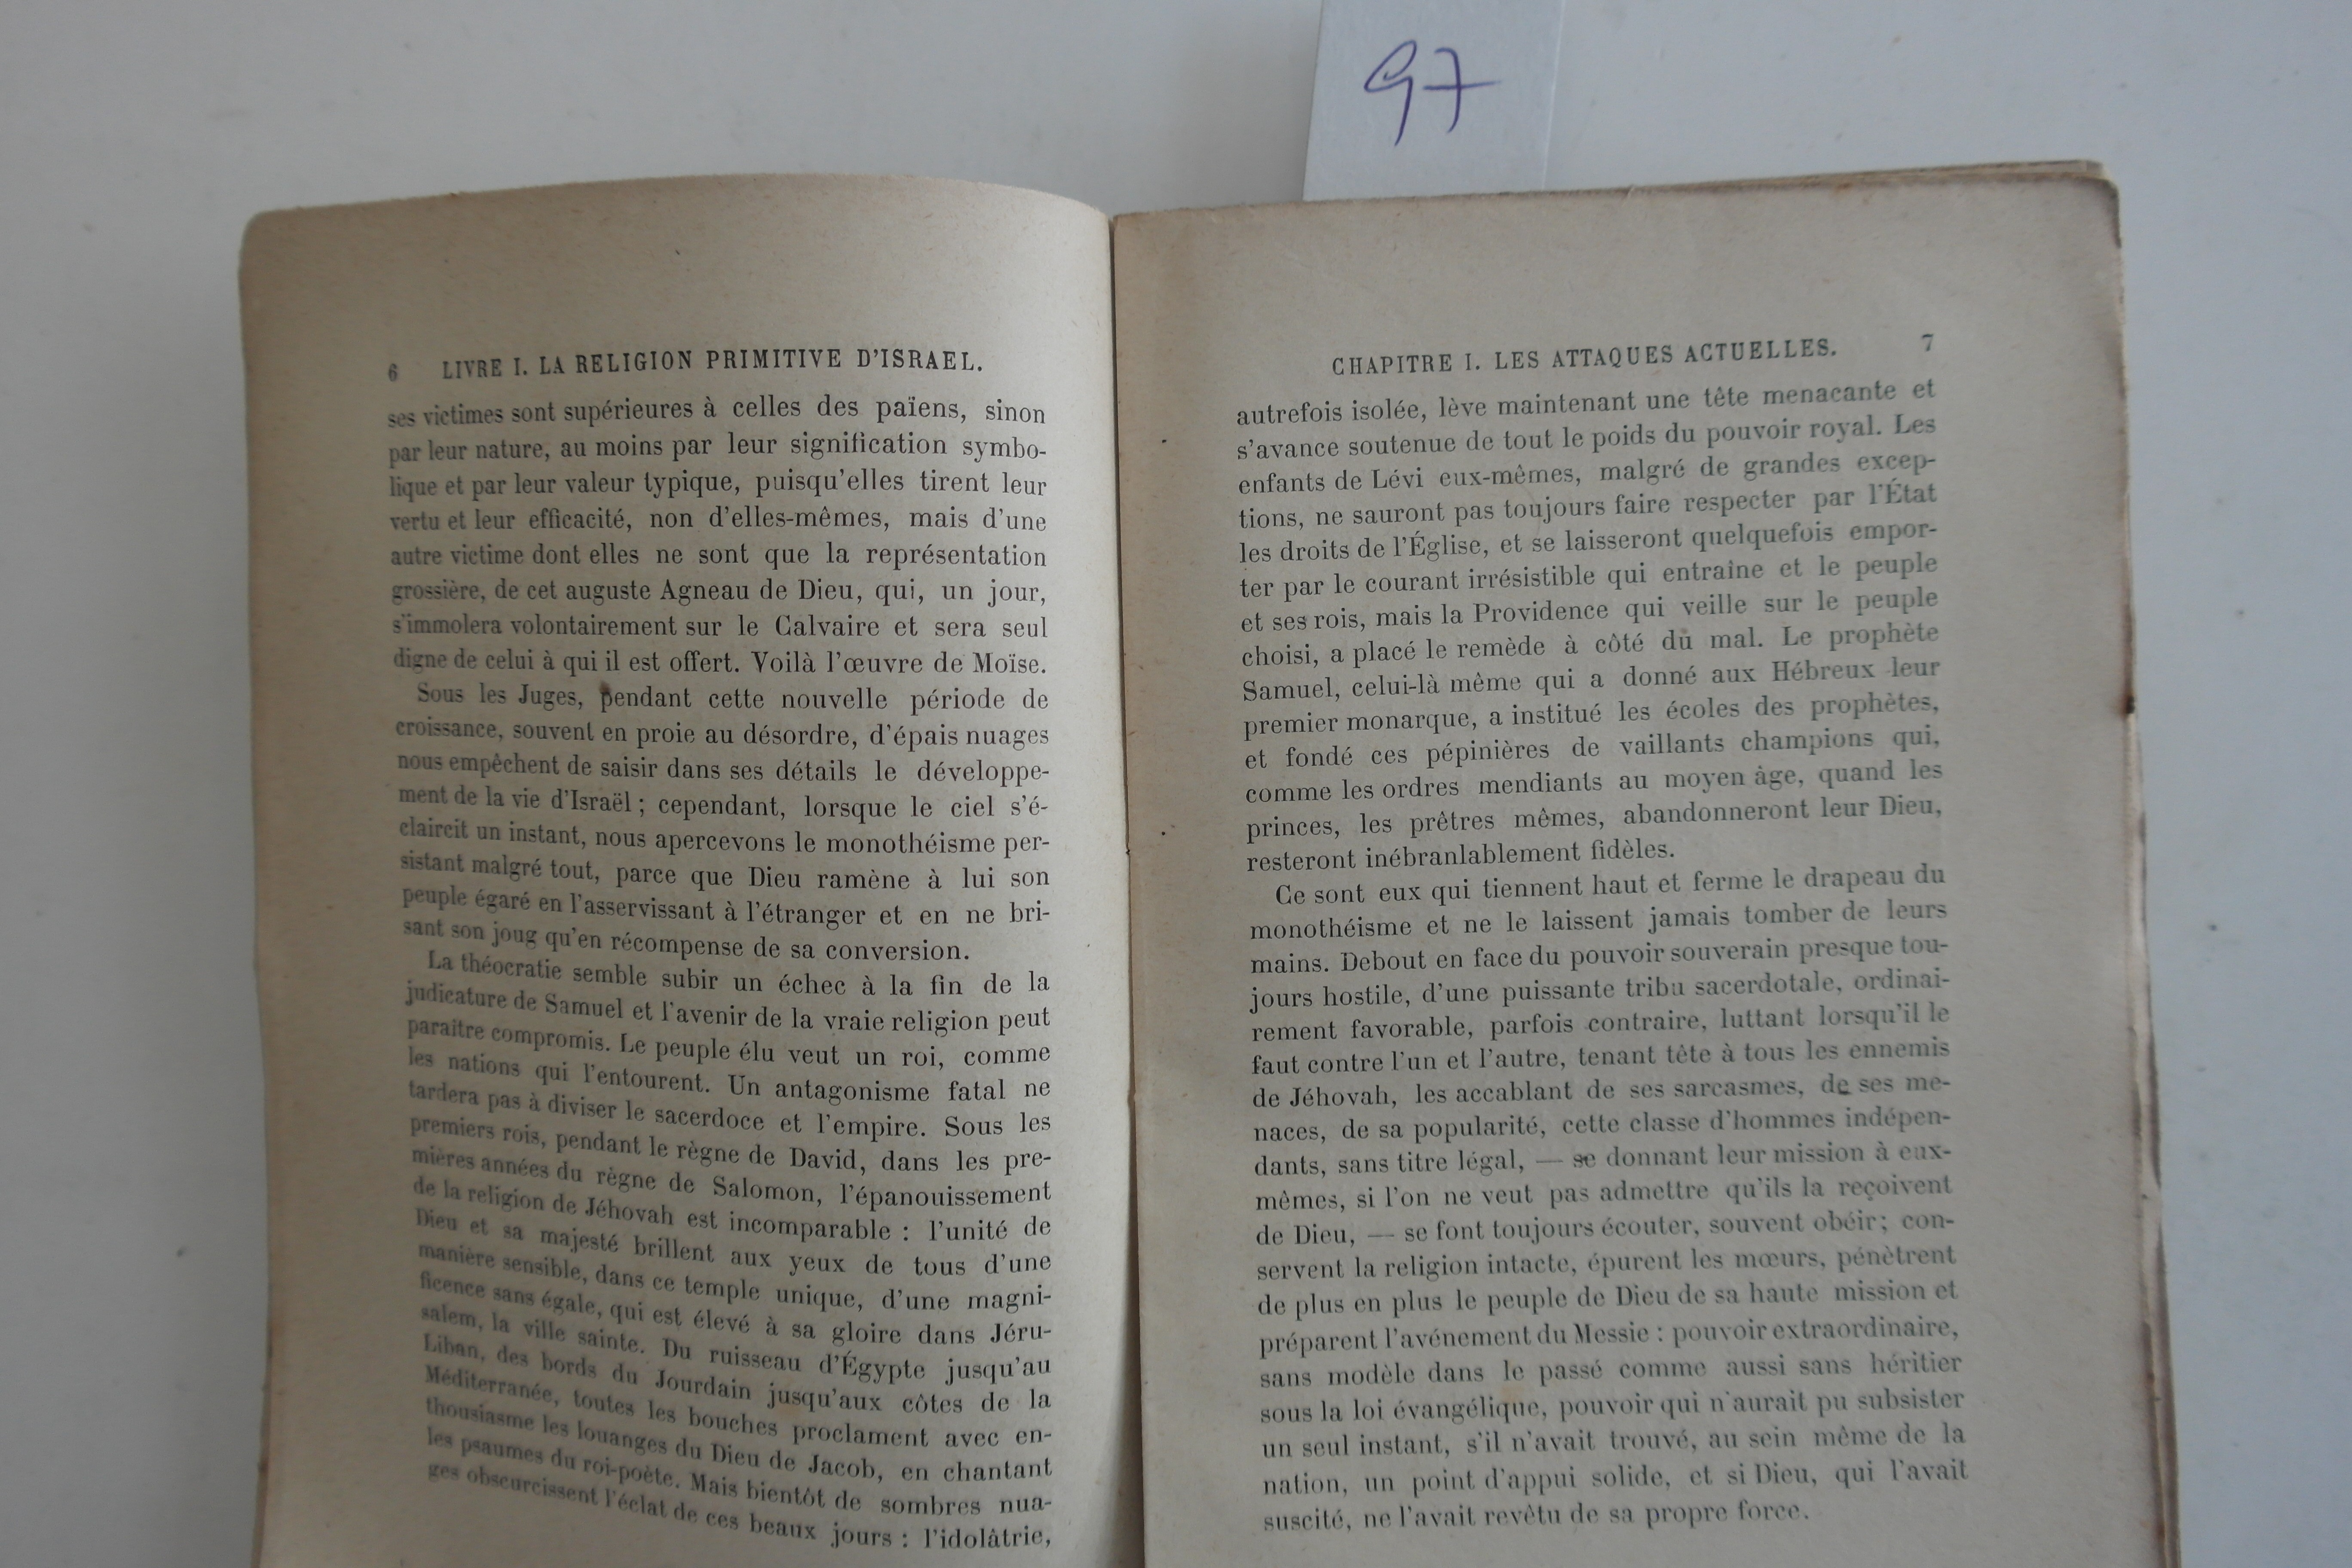 97
6 LIVRE I. LA RELIGION PRIMITIVE D'ISRAEL.
ses victimes sont supérieures à celles des païens, sinon
par leur nature, au moins par leur signification symbo-
lique et par leur valeur typique, puisqu'elles tirent leur
vertu et leur efficacité, non d'elles-mêmes, mais d'une
autre victime dont elles ne sont que la représentation
grossière, de cet auguste Agneau de Dieu, qui, un jour,
s'immolera volontairement sur le Calvaire et sera seul
digne de celui à qui il est offert. Voilà l'œuvre de Moïse.
Sous les Juges, pendant cette nouvelle période de
croissance, souvent en proie au désordre, d'épais nuages
nous empêchent de saisir dans ses détails le développe-
ment de la vie d'Israël ; cependant, lorsque le ciel s'é-
claircit un instant, nous apercevons le monothéisme per-
sistant malgré tout, parce que Dieu ramène à lui son
peuple égaré en l'asservissant à l'étranger et en ne bri-
sant son joug qu'en récompense de sa conversion.
La théocratie semble subir un échec à la fin de la
judicature de Samuel et l'avenir de la vraie religion peut
paraître compromis. Le peuple élu veut un roi, comme
les nations qui l'entourent. Un antagonisme fatal ne
tardera pas à diviser le sacerdoce et l'empire. Sous les
premiers rois, pendant le règne de David, dans les pre-
mières années du règne de Salomon, l'épanouissement
de la religion de Jéhovah est incomparable : l'unité de
Dieu et sa majesté brillent aux yeux de tous d'une
manière sensible, dans ce temple unique, d'une magni-
ficence sans égale, qui est élevé à sa gloire dans Jéru-
salem, la ville sainte. Du ruisseau d'Égypte jusqu'au
Liban, des bords du Jourdain jusqu'aux côtes de la
Méditerranée, toutes les bouches proclament avec en-
thousiasme les louanges du Dieu de Jacob, en chantant
les psaumes du roi-poète. Mais bientôt de sombres nua-
ges obscurcissent l'éclat de ces beaux jours : l'idolâtrie,
CHAPITRE I. LES ATTAQUES ACTUELLES. 7
autrefois isolée, lève maintenant une tête menacante et
s'avance soutenue de tout le poids du pouvoir royal. Les
enfants de Lévi eux-mêmes, malgré de grandes excep-
tions, ne sauront pas toujours faire respecter par l'État
les droits de l'Église, et se laisseront quelquefois empor-
ter par le courant irrésistible qui entraîne et le peuple
et ses rois, mais la Providence qui veille sur le peuple
choisi, a placé le remède à côté du mal. Le prophète
Samuel, celui-là même qui a donné aux Hébreux leur
premier monarque, a institué les écoles des prophètes,
et fondé ces pépinières de vaillants champions qui,
comme les ordres mendiants au moyen âge, quand les
princes, les prêtres mêmes, abandonneront leur Dieu,
resteront inébranlablement fidèles.
Ce sont eux qui tiennent haut et ferme le drapeau du
monothéisme et ne le laissent jamais tomber de leurs
mains. Debout en face du pouvoir souverain presque tou-
jours hostile, d'une puissante tribu sacerdotale, ordinai-
rement favorable, parfois contraire, luttant lorsqu'il le
faut contre l'un et l'autre, tenant tête à tous les ennemis
de Jéhovah, les accablant de ses sarcasmes, de ses me-
naces, de sa popularité, cette classe d'hommes indépen-
dants, sans titre légal, — se donnant leur mission à eux-
mêmes, si l'on ne veut pas admettre qu'ils la reçoivent
de Dieu, — se font toujours écouter, souvent obéir; con-
servent la religion intacte, épurent les mœurs, pénètrent
de plus en plus le peuple de Dieu de sa haute mission et
préparent l'avénement du Messie : pouvoir extraordinaire,
sans modèle dans le passé comme aussi sans héritier
sous la loi évangélique, pouvoir qui n'aurait pu subsister
un seul instant, s'il n'avait trouvé, au sein même de la
nation, un point d'appui solide, et si Dieu, qui l'avait
suscité, ne l'avait revêtu de sa propre force.